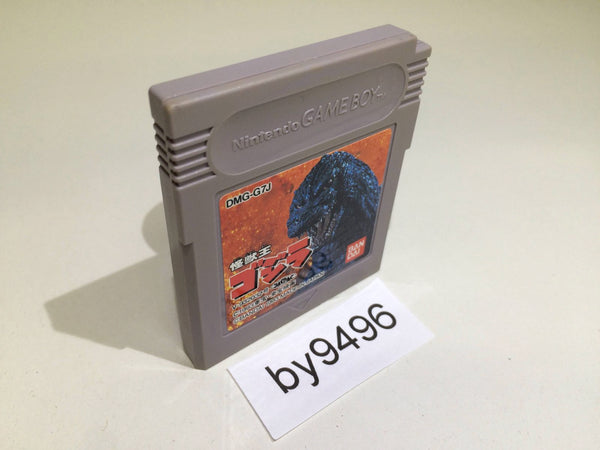 Nintendo GAME BOY
DMG-G7J
BAN
DAI
怪獣王
ゴジラ
by9496